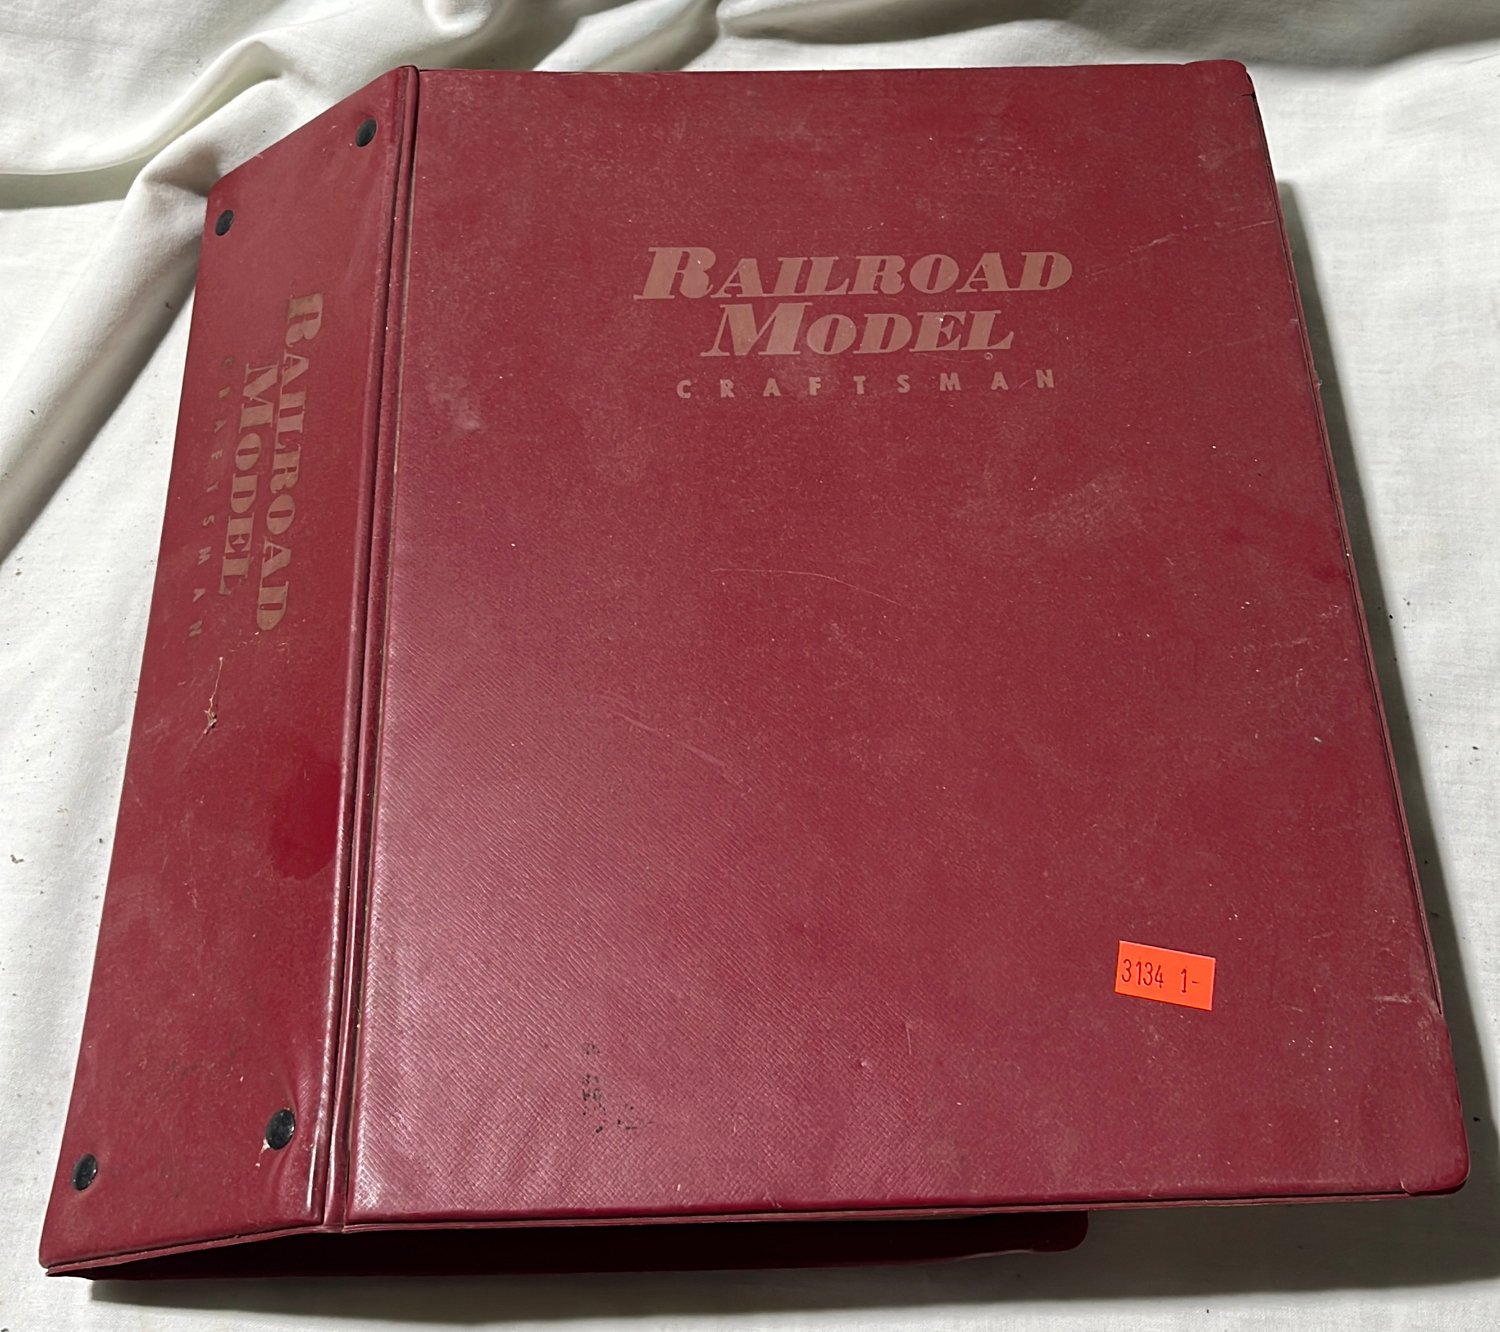 RAILROAD
MODEL
CRAFTSMAN
RAILROAD
MODEL
CRAFTSMAN
3134 1-